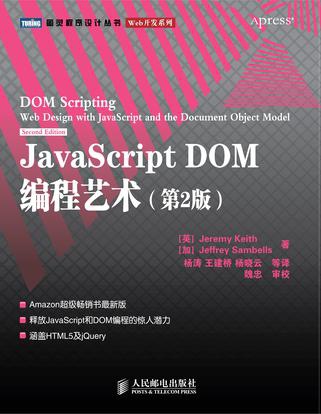 TURING 图灵程序设计丛书 Web开发系列
Apress®
DOM Scripting
Web Design with JavaScript and the Document Object Model
Second Edition
JavaScript DOM
编程艺术（第2版）
[英] Jeremy Keith
[加] Jeffrey Sambells 著
杨涛 王建桥 杨晓云 等译
魏忠 审校
Amazon超级畅销书最新版
释放JavaScript和DOM编程的惊人潜力
涵盖HTML5及jQuery
人民邮电出版社
POSTS & TELECOM PRESS